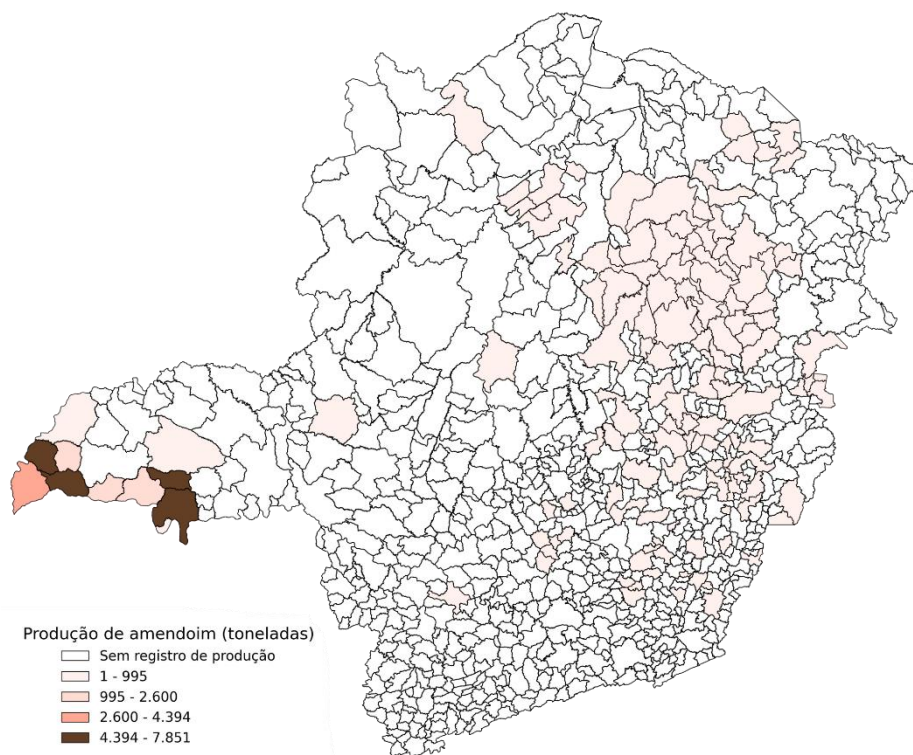 Produção de amendoim (toneladas)
Sem registro de produção
1 - 995
995 - 2.600
2.600 - 4.394
4.394 - 7.851